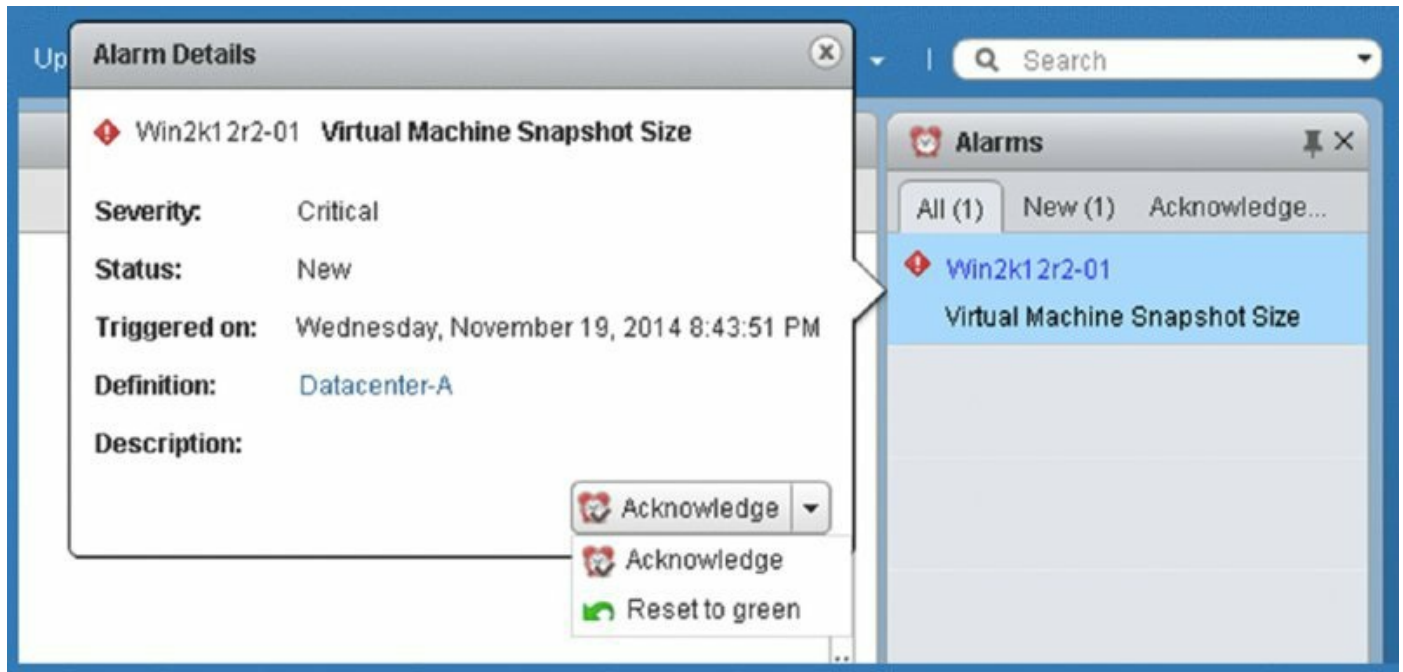 Up
Search
Alarm Details
Win2k12r2-01 Virtual Machine Snapshot Size
Severity: Critical
Status: New
Triggered on: Wednesday, November 19, 2014 8:43:51 PM
Definition: Datacenter-A
Description:
Acknowledge
Acknowledge
Reset to green
Alarms
All (1) New (1) Acknowledge...
Win2k12r2-01
Virtual Machine Snapshot Size